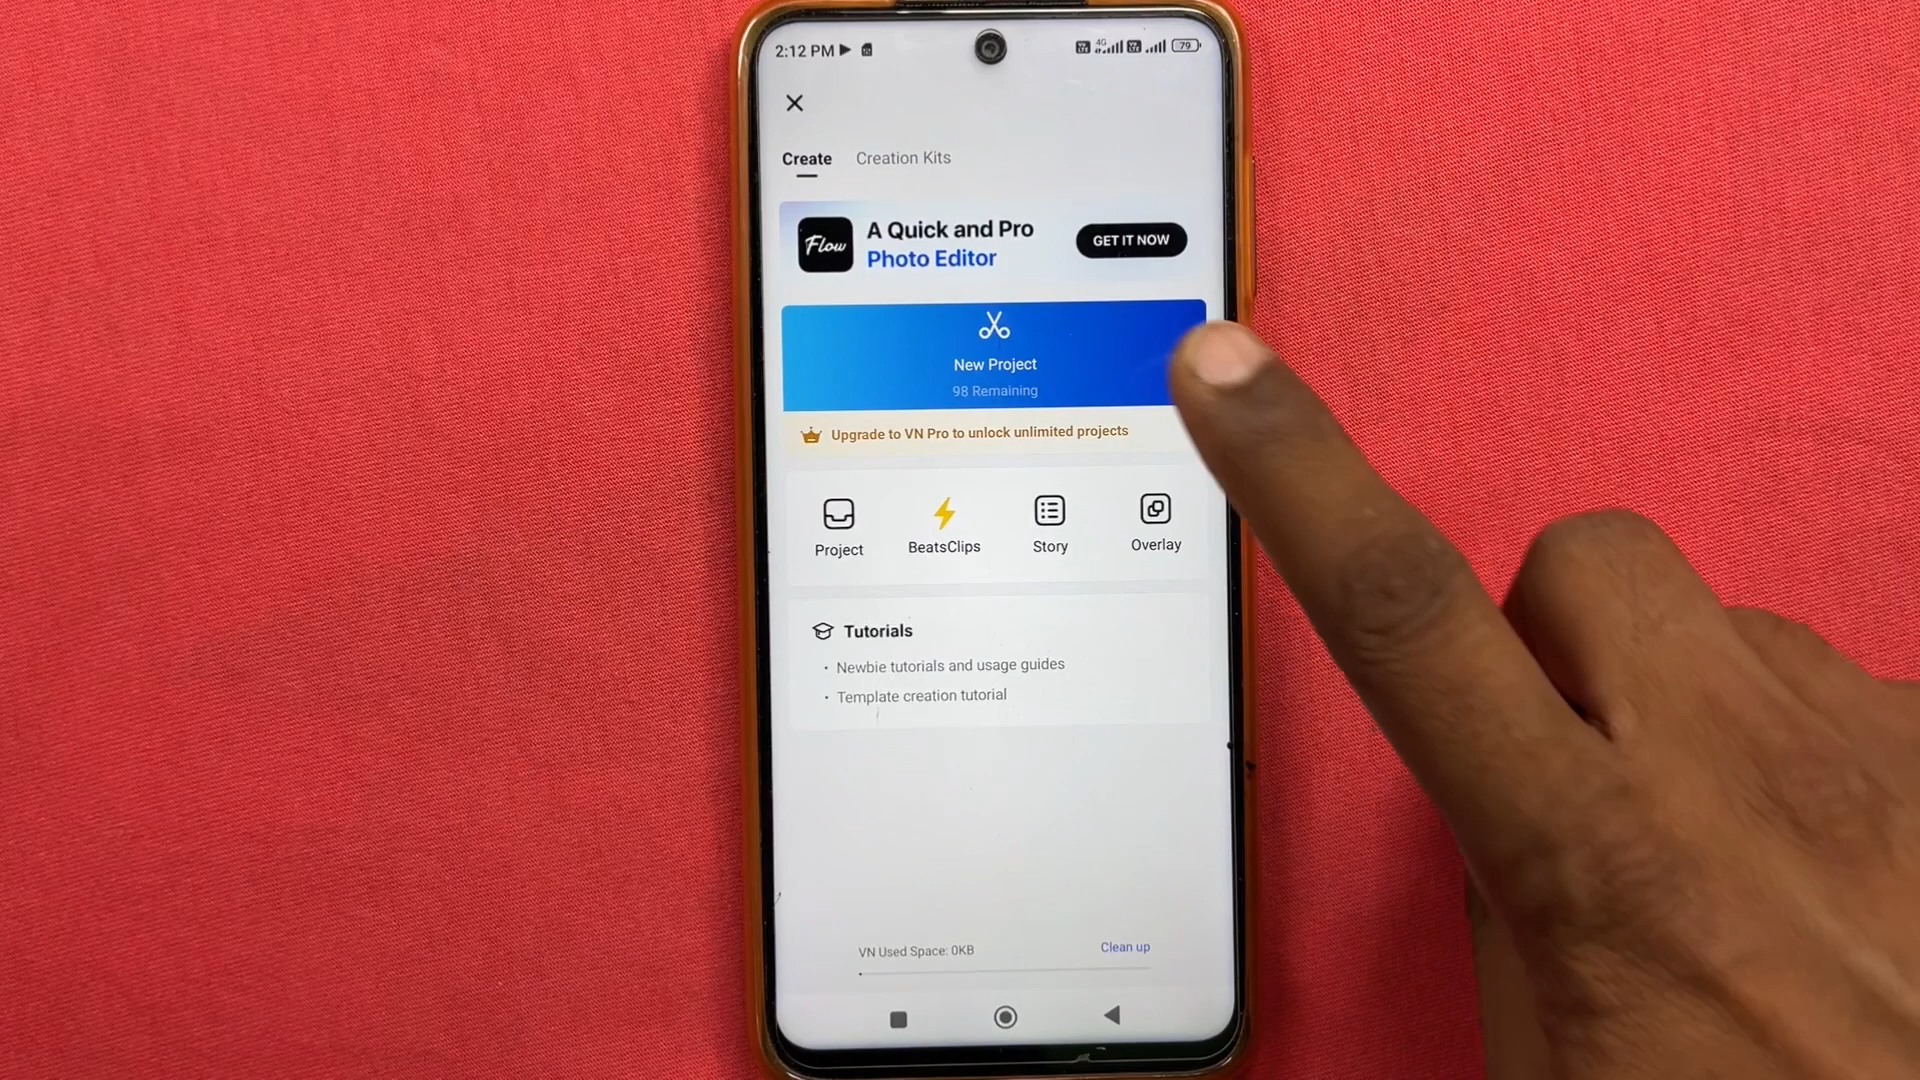 2:12 PM
4G
79
Create Creation Kits
Flow
A Quick and Pro
Photo Editor
GET IT NOW
New Project
98 Remaining
Upgrade to VN Pro to unlock unlimited projects
Project BeatsClips Story Overlay
Tutorials
• Newbie tutorials and usage guides
• Template creation tutorial
VN Used Space: 0KB Clean up